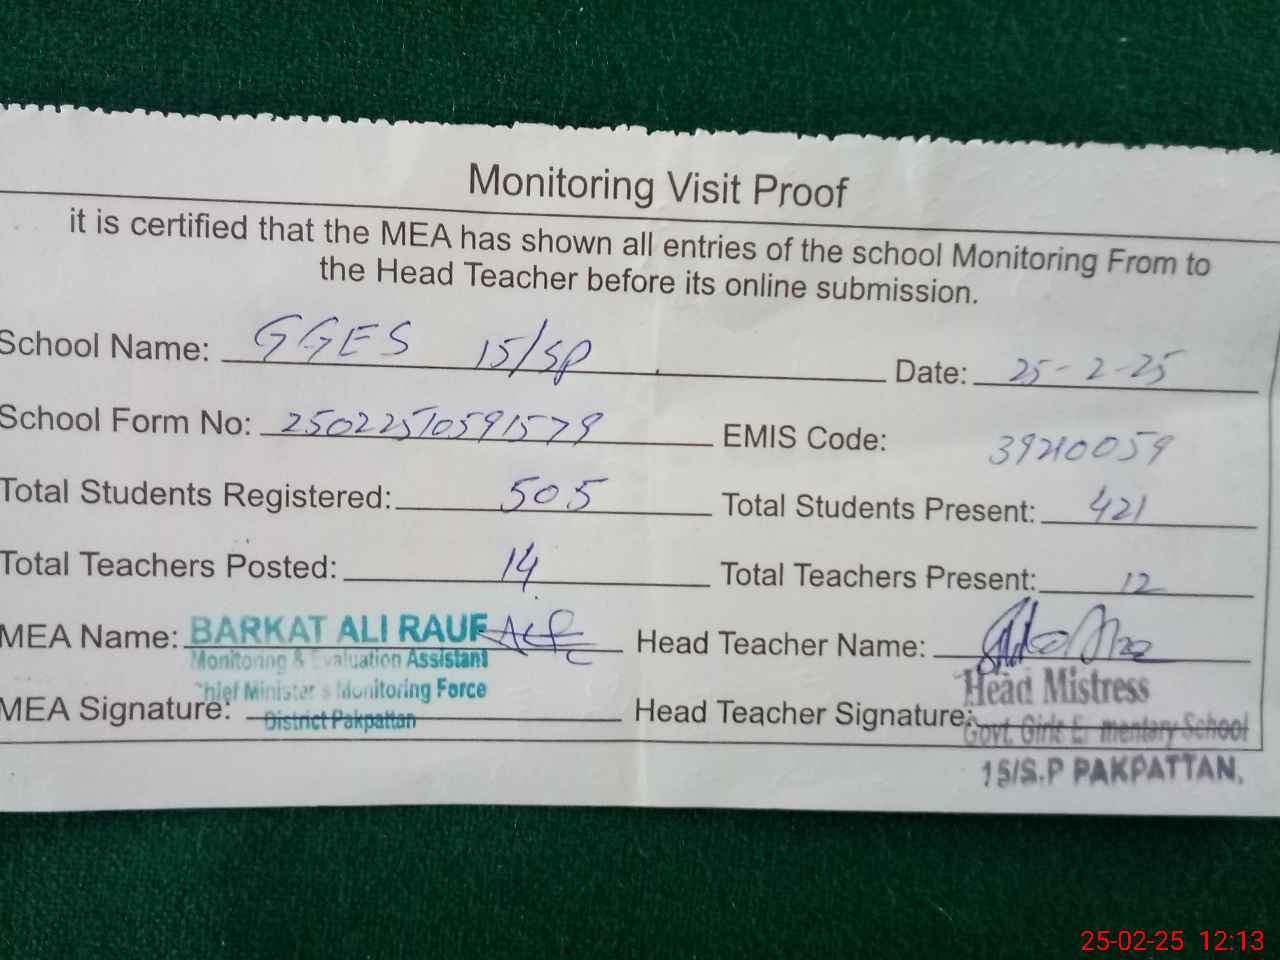 Monitoring Visit Proof
it is certified that the MEA has shown all entries of the school Monitoring From to
the Head Teacher before its online submission.
School Name: GGES 15/SP Date: 25-2-25
School Form No: 25022510591579 EMIS Code: 39210059
Total Students Registered: 505 Total Students Present: 421
Total Teachers Posted: 14 Total Teachers Present: 12
MEA Name: BARKAT ALI RAUF Head Teacher Name:
Monitoring & Evaluation Assistant
Chief Minister's Monitoring Force Head Mistress
MEA Signature: District Pakpattan Head Teacher Signature: Govt. Girls Elementary School
15/S.P PAKPATTAN.
25-02-25 12:13